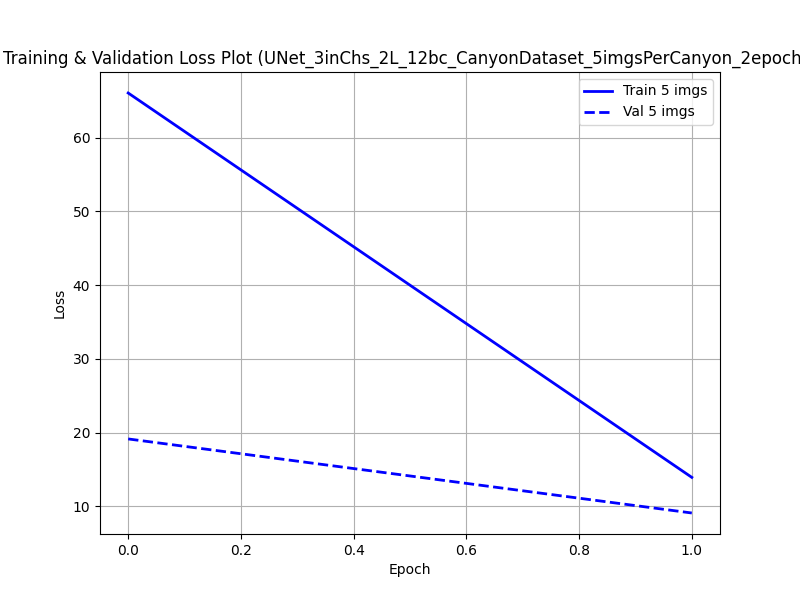 Training & Validation Loss Plot (UNet_3inChs_2L_12bc_CanyonDataset_5imgsPerCanyon_2epoch
Train 5 imgs
Val 5 imgs
60
50
40
30
20
10
Loss
0.0 0.2 0.4 0.6 0.8 1.0
Epoch